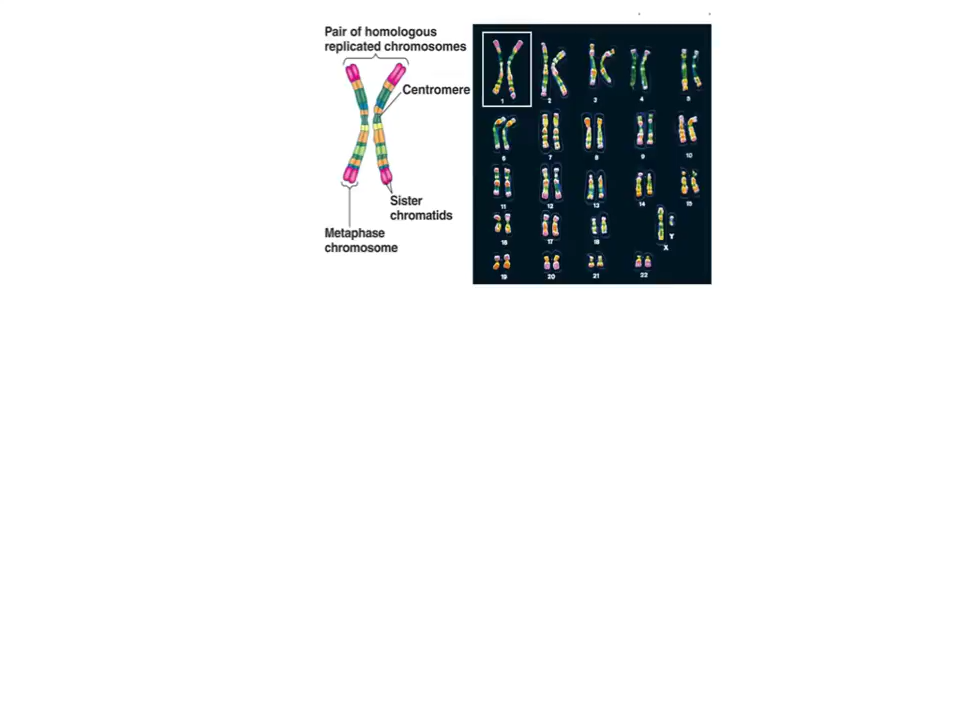 Pair of homologous
replicated chromosomes
Centromere
Sister
chromatids
Metaphase
chromosome
1 2 3 4 5
6 7 8 9 10
11 12 13 14 15
16 17 18 Y
X
19 20 21 22